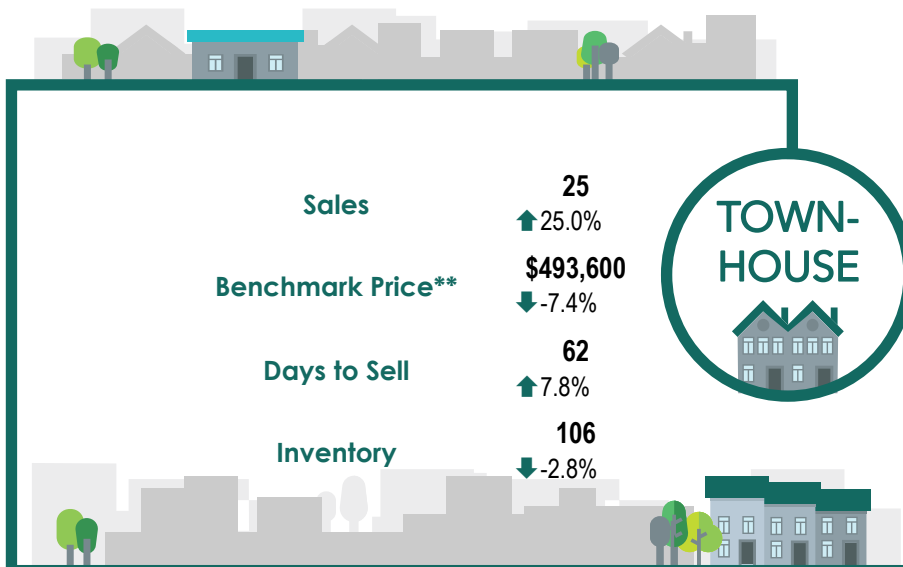 Sales
25
25.0%
Benchmark Price**
$493,600
-7.4%
Days to Sell
62
7.8%
Inventory
106
-2.8%
TOWN-
HOUSE